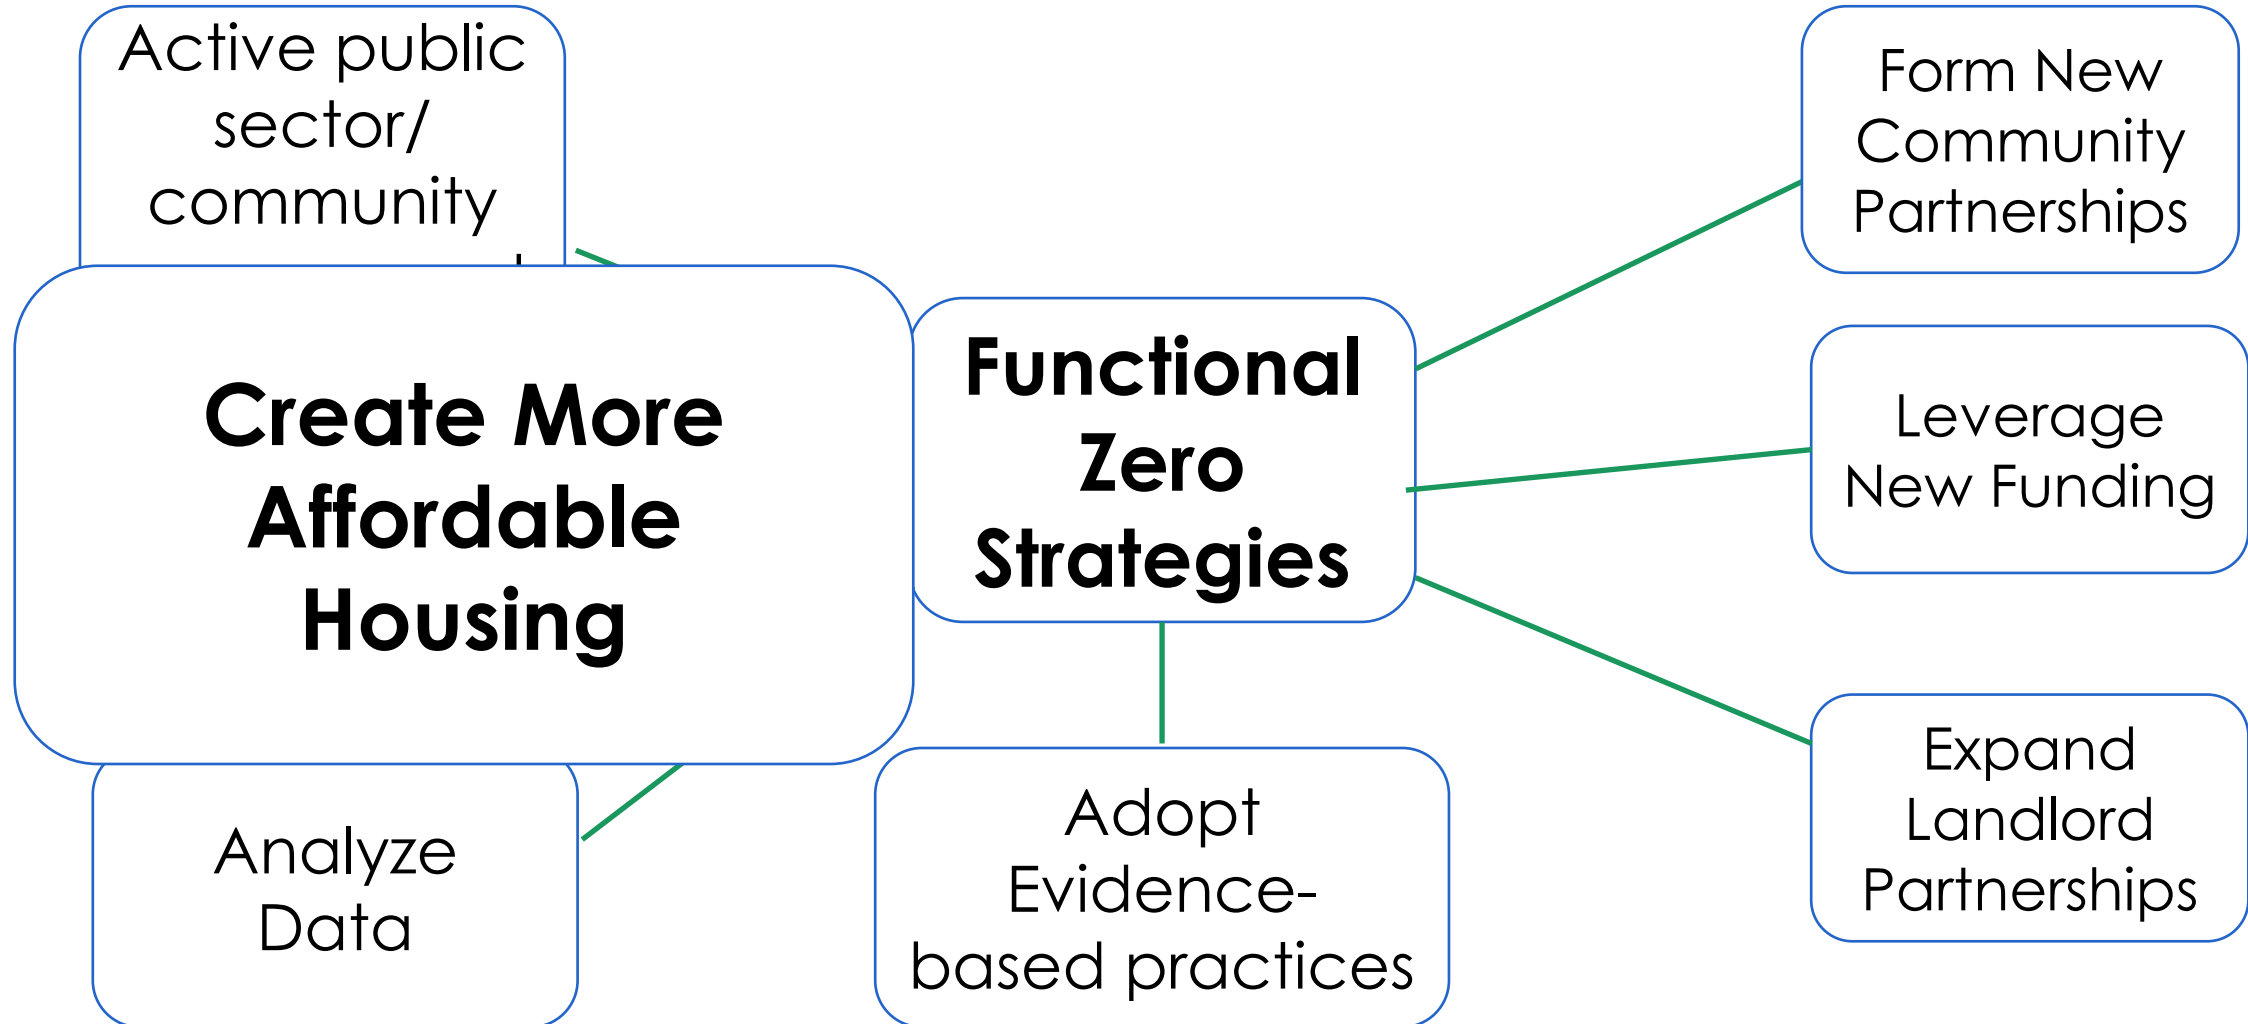 Active public
sector/
community
Create More
Affordable
Housing
Analyze
Data
Functional
Zero
Strategies
Adopt
Evidence-
based practices
Form New
Community
Partnerships
Leverage
New Funding
Expand
Landlord
Partnerships